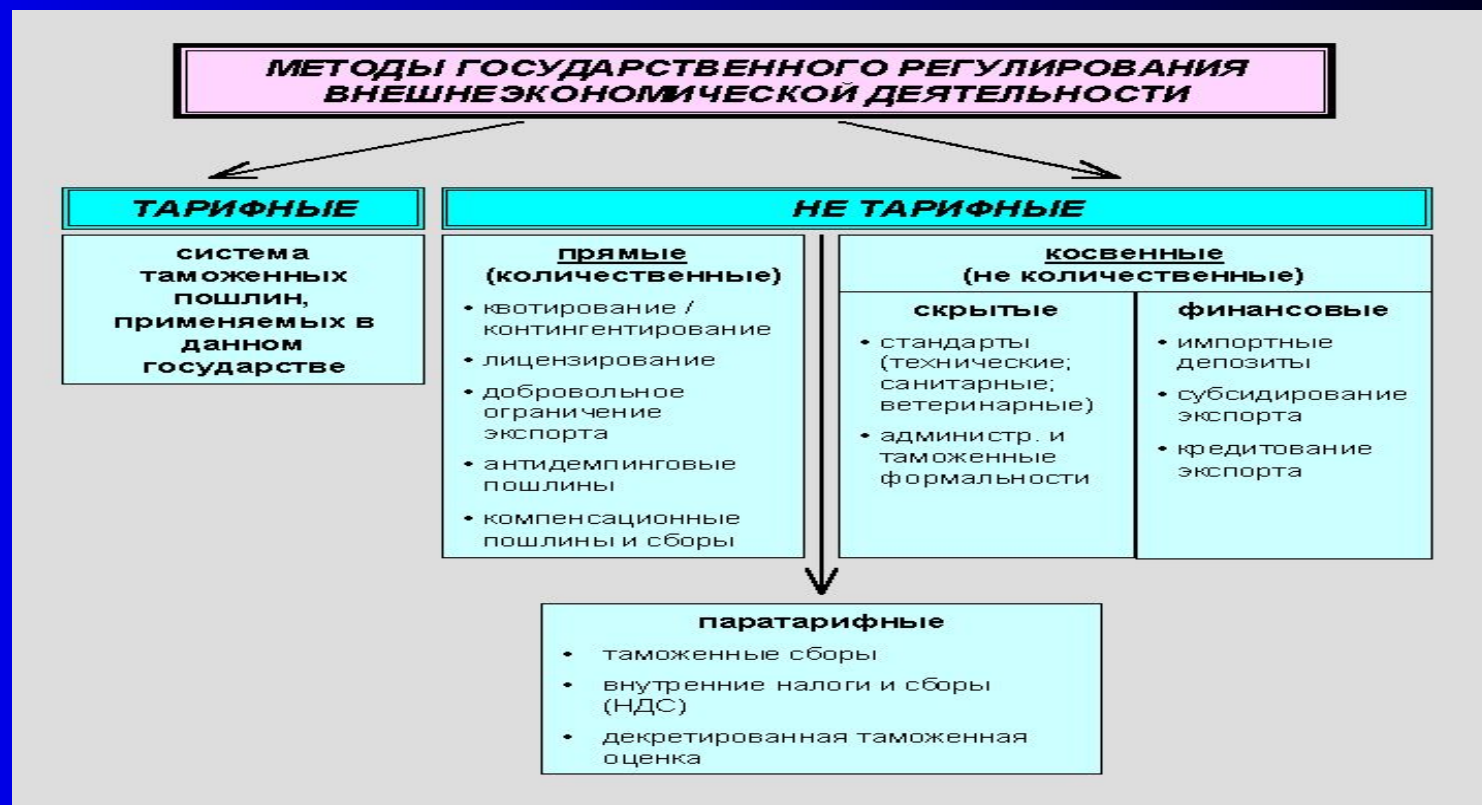 МЕТОДЫ ГОСУДАРСТВЕННОГО РЕГУЛИРОВАНИЯ
ВНЕШНЕЭКОНОМИЧЕСКОЙ ДЕЯТЕЛЬНОСТИ
ТАРИФНЫЕ
система
таможенных
пошлин,
применяемых в
данном
государстве
НЕ ТАРИФНЫЕ
прямые
(количественные)
• квотирование /
контингентирование
• лицензирование
• добровольное
ограничение
экспорта
• антидемпинговые
пошлины
• компенсационные
пошлины и сборы
косвенные
(не количественные)
скрытые
• стандарты
(технические;
санитарные;
ветеринарные)
• администр. и
таможенные
формальности
финансовые
• импортные
депозиты
• субсидирование
экспорта
• кредитование
экспорта
паратарифные
• таможенные сборы
• внутренние налоги и сборы
(НДС)
• декретированная таможенная
оценка